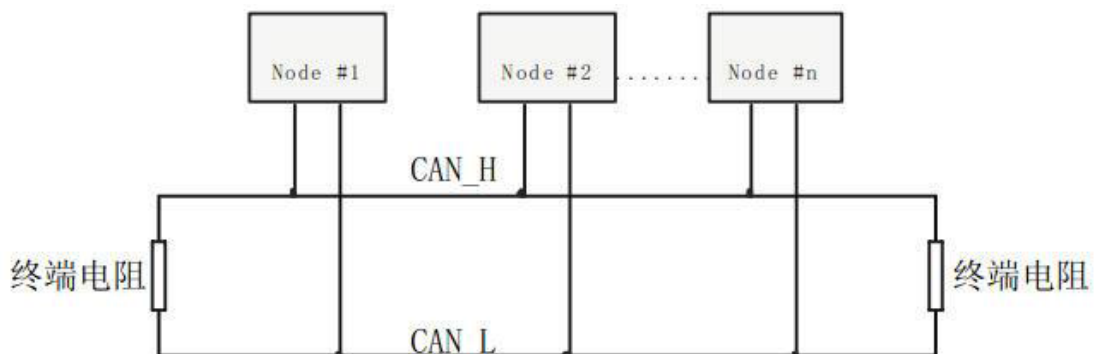 Node #1
Node #2
.......
Node #n
CAN_H
终端电阻
终端电阻
CAN_L